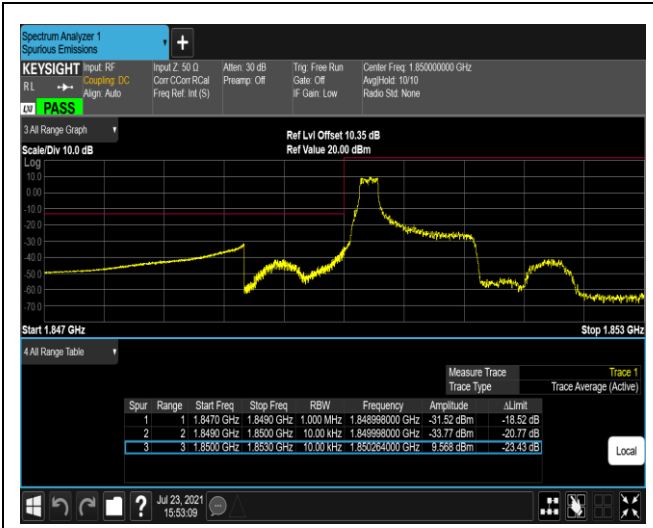 Spectrum Analyzer 1
Spurious Emissions
+
KEYSIGHT Input: RF Input Z: 50 Ω Atten: 30 dB Trig: Free Run Center Freq: 1.850000000 GHz
Coupling: DC Corr CCorr RCal Preamp: Off Gate: Off Avg|Hold: 10/10
RL Align: Auto Freq Ref: Int (S) IF Gain: Low Radio Std: None
LXI PASS
3 All Range Graph
Ref Lvl Offset 10.35 dB
Scale/Div 10.0 dB Ref Value 20.00 dBm
Log
10.0
0.00
-10.0
-20.0
-30.0
-40.0
-50.0
-60.0
-70.0
Start 1.847 GHz Stop 1.853 GHz
4 All Range Table
Measure Trace Trace 1
Trace Type Trace Average (Active)
Spur Range Start Freq Stop Freq RBW Frequency Amplitude ΔLimit
1 1 1.8470 GHz 1.8490 GHz 1.000 MHz 1.848998000 GHz -31.52 dBm -18.52 dB
2 2 1.8490 GHz 1.8500 GHz 10.00 kHz 1.849998000 GHz -33.77 dBm -20.77 dB
3 3 1.8500 GHz 1.8530 GHz 10.00 kHz 1.850264000 GHz 9.568 dBm -23.43 dB
Local
? Jul 23, 2021
15:53:09